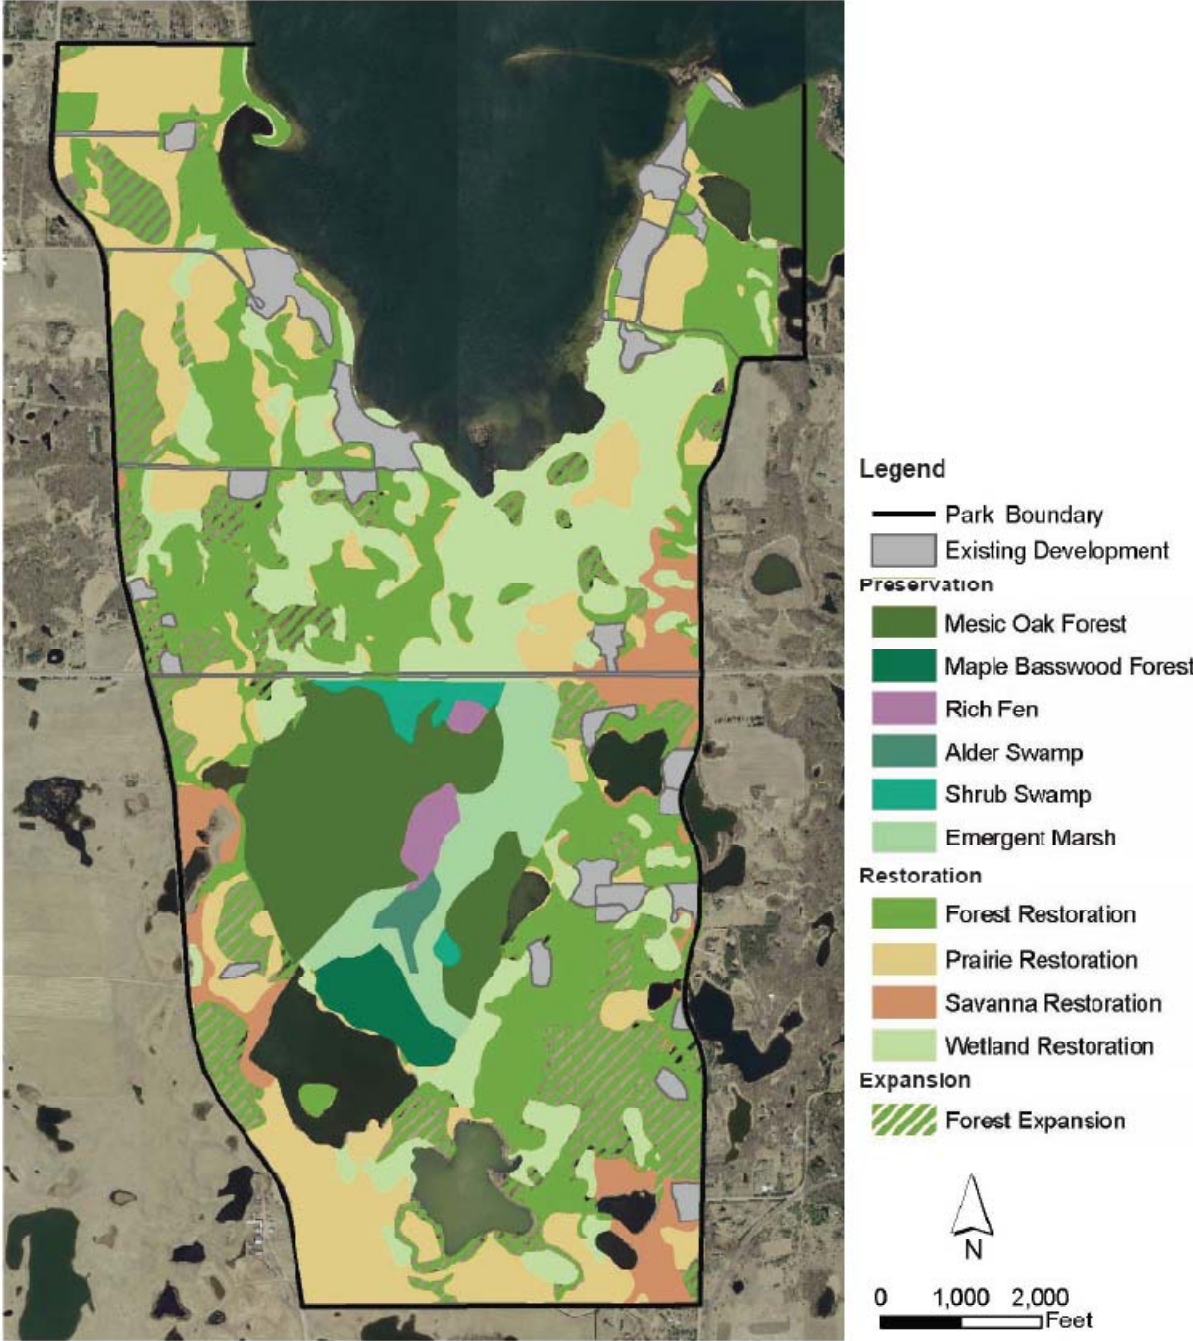 Legend
Park Boundary
Existing Development
Preservation
Mesic Oak Forest
Maple Basswood Forest
Rich Fen
Alder Swamp
Shrub Swamp
Emergent Marsh
Restoration
Forest Restoration
Prairie Restoration
Savanna Restoration
Wetland Restoration
Expansion
Forest Expansion
N
0 1,000 2,000
Feet